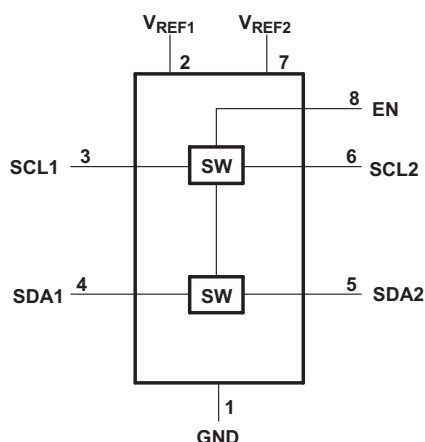 VREF1 VREF2
2 7
8 EN
3 6
SCL1 SW SCL2
4 5
SDA1 SW SDA2
1
GND